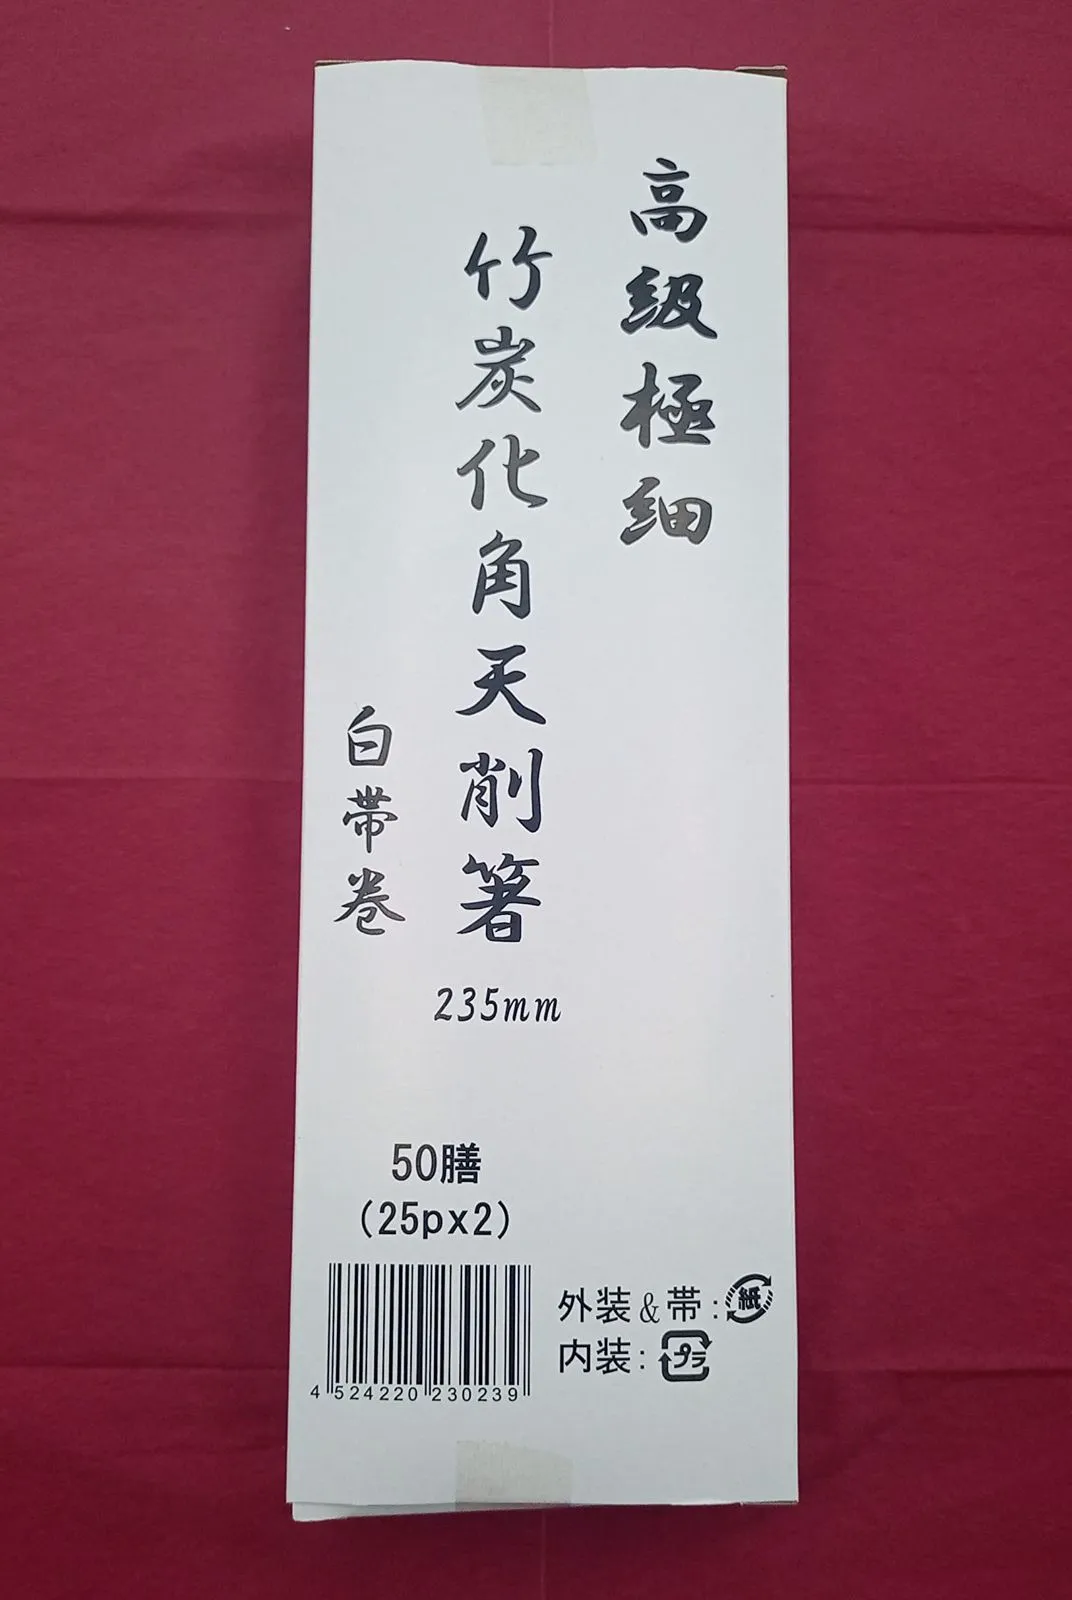 高級極細
竹炭化角天削箸
235mm
白帯巻
50膳
(25px2)
4 524220 230239
外装&帯:紙
内装:プラ